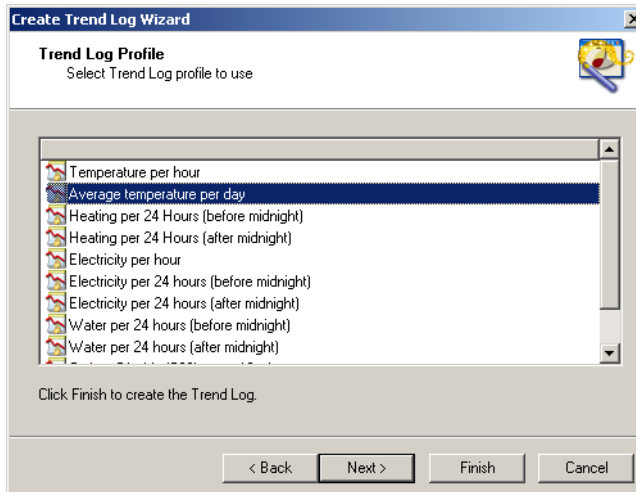 Create Trend Log Wizard
Trend Log Profile
Select Trend Log profile to use
Temperature per hour
Average temperature per day
Heating per 24 Hours (before midnight)
Heating per 24 Hours (after midnight)
Electricity per hour
Electricity per 24 hours (before midnight)
Electricity per 24 hours (after midnight)
Water per 24 hours (before midnight)
Water per 24 hours (after midnight)
Click Finish to create the Trend Log.
< Back
Next >
Finish
Cancel